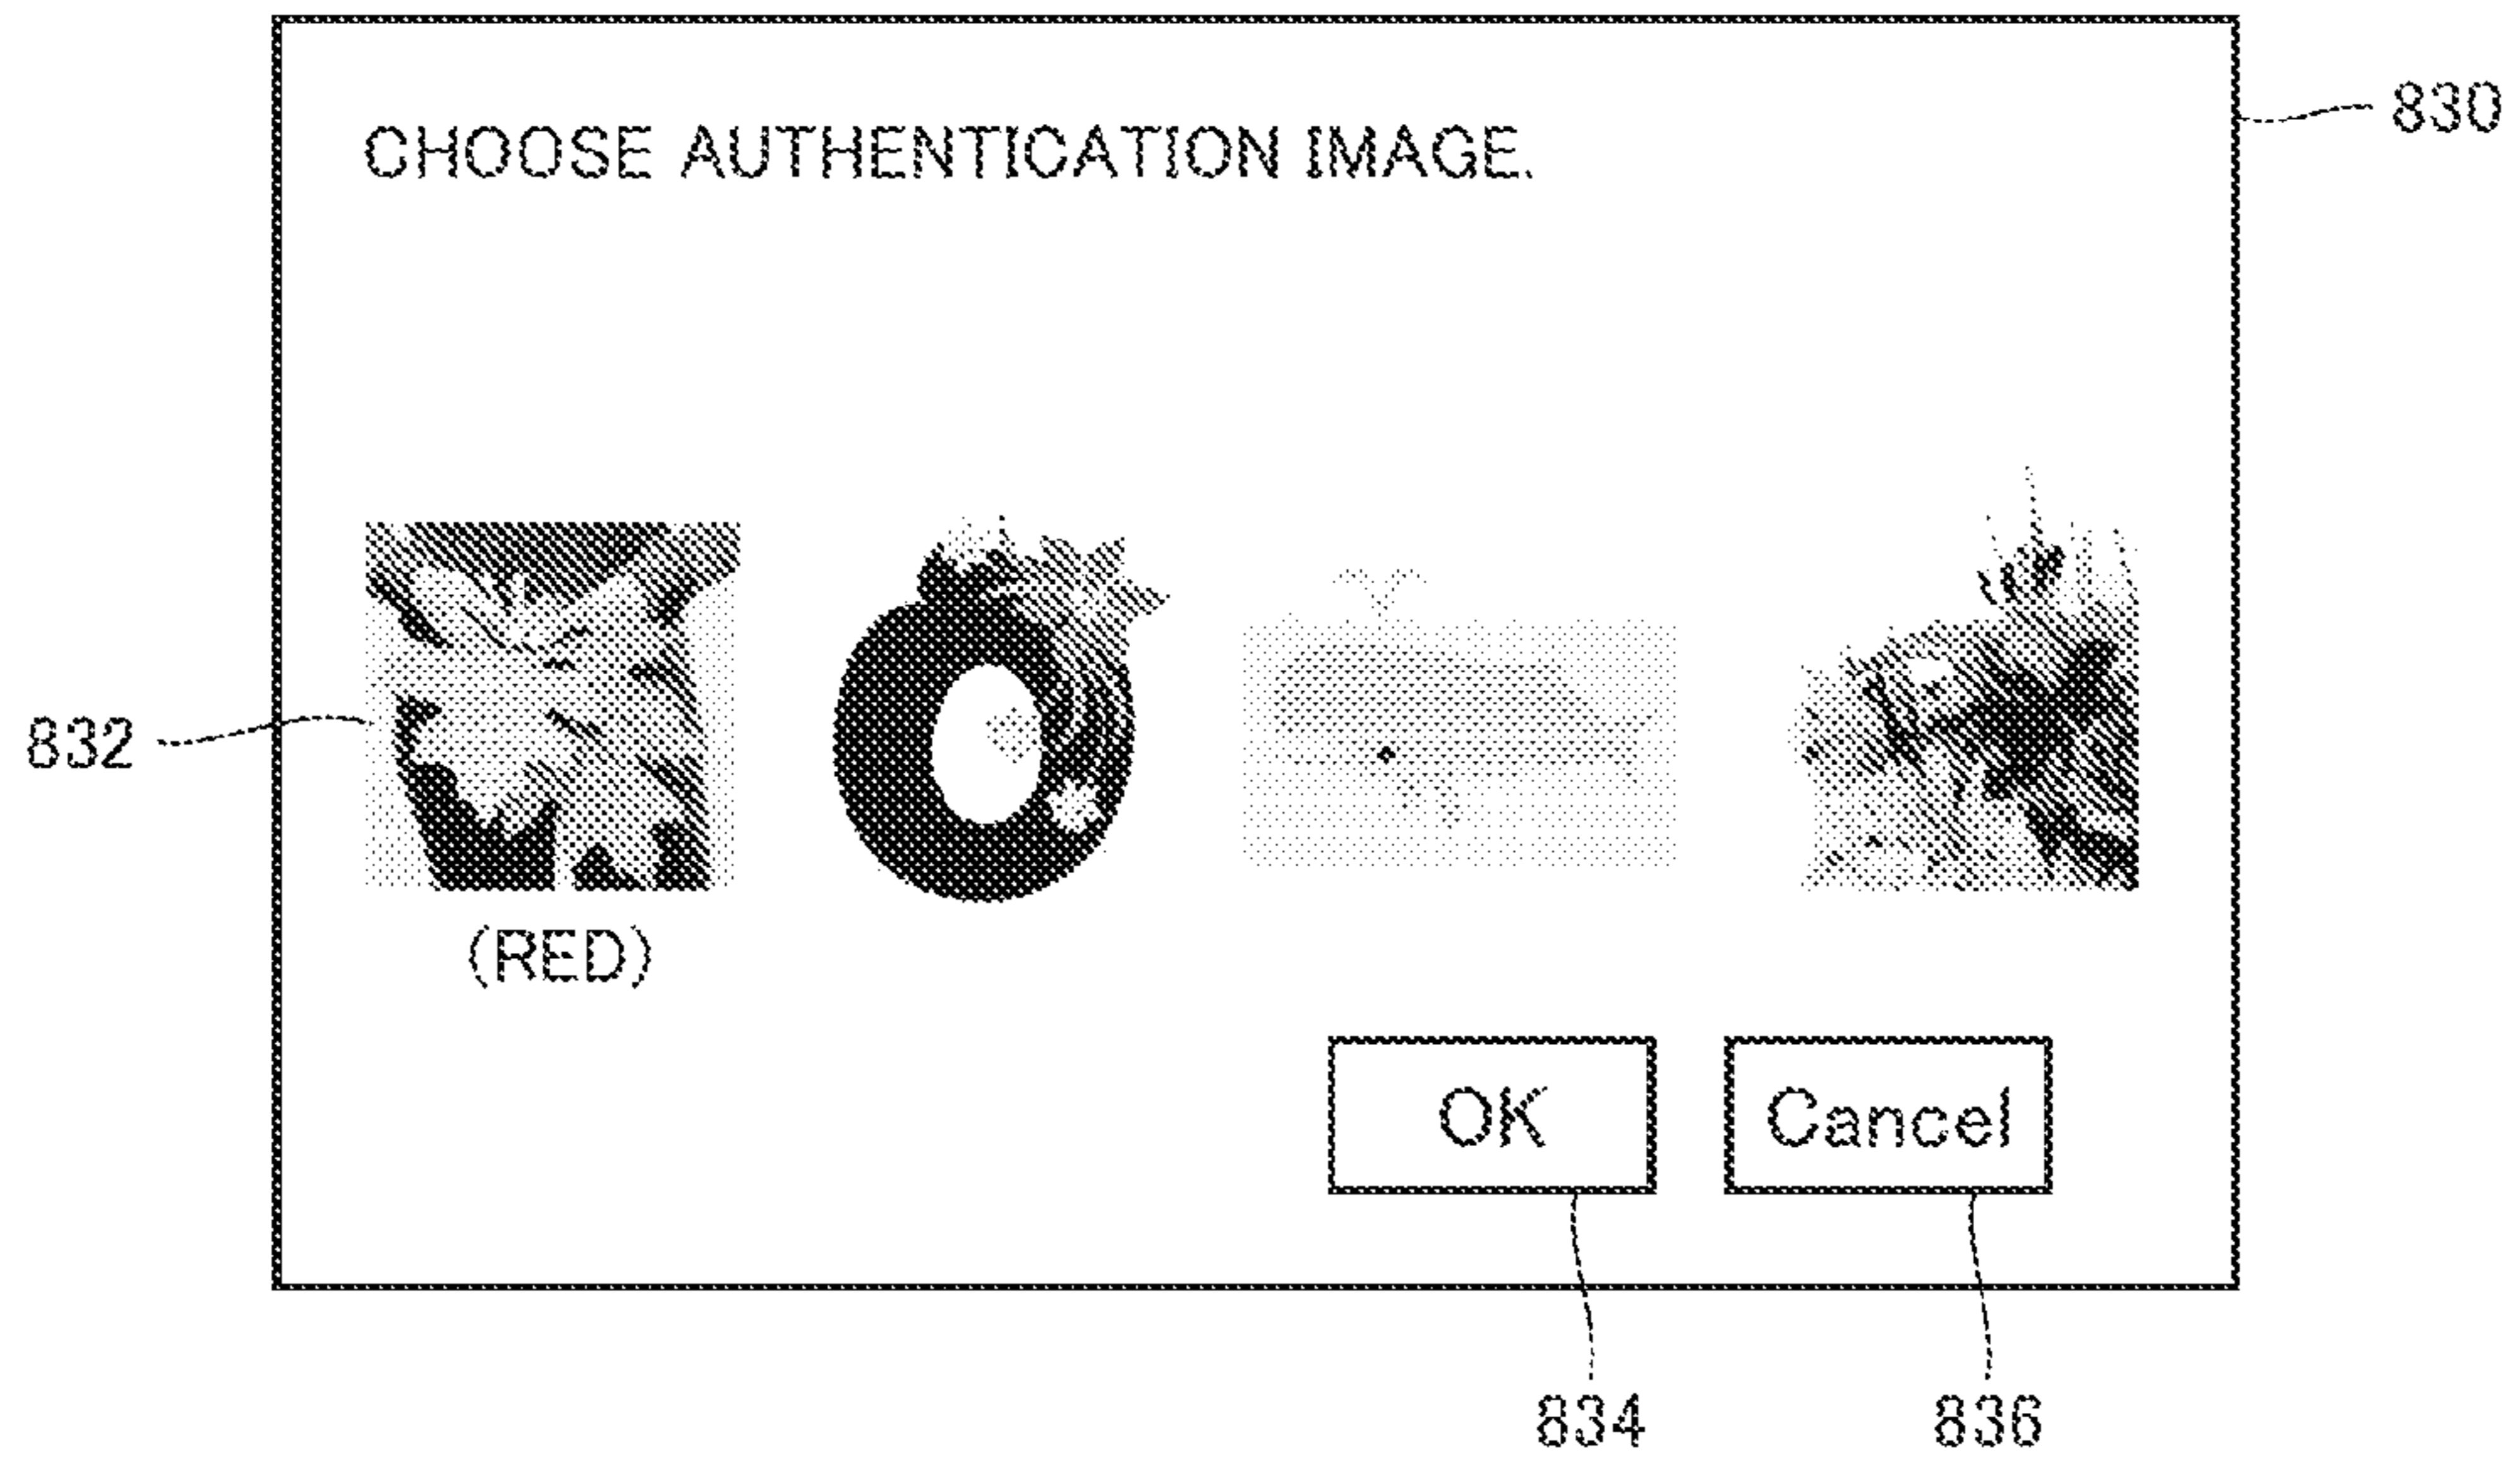 CHOOSE AUTHENTICATION IMAGE.
830
832
(RED)
OK
Cancel
834
836